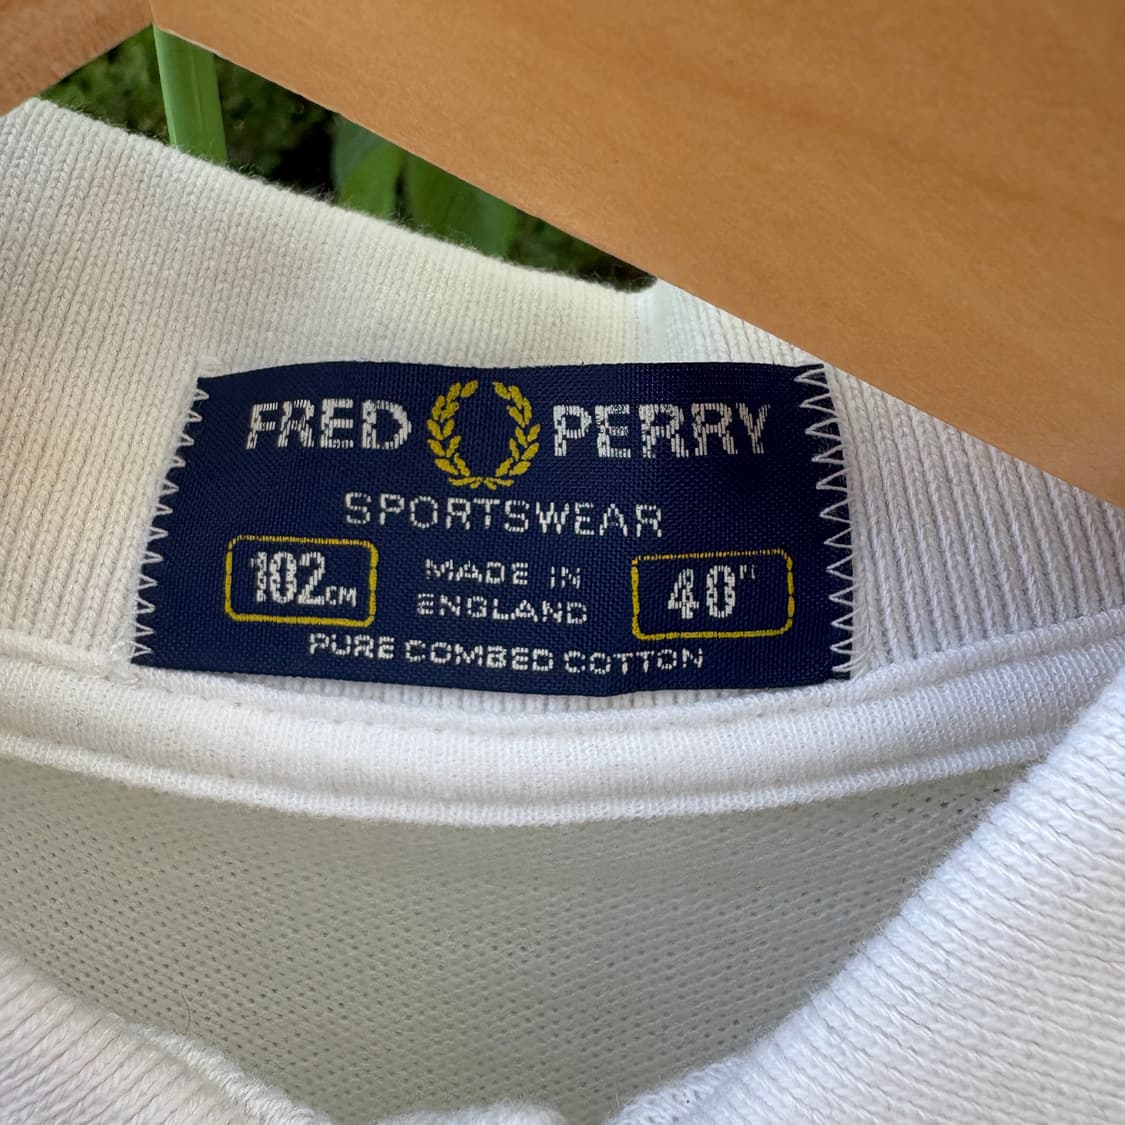 FRED PERRY
SPORTSWEAR
102CM MADE IN ENGLAND 40"
PURE COMBED COTTON